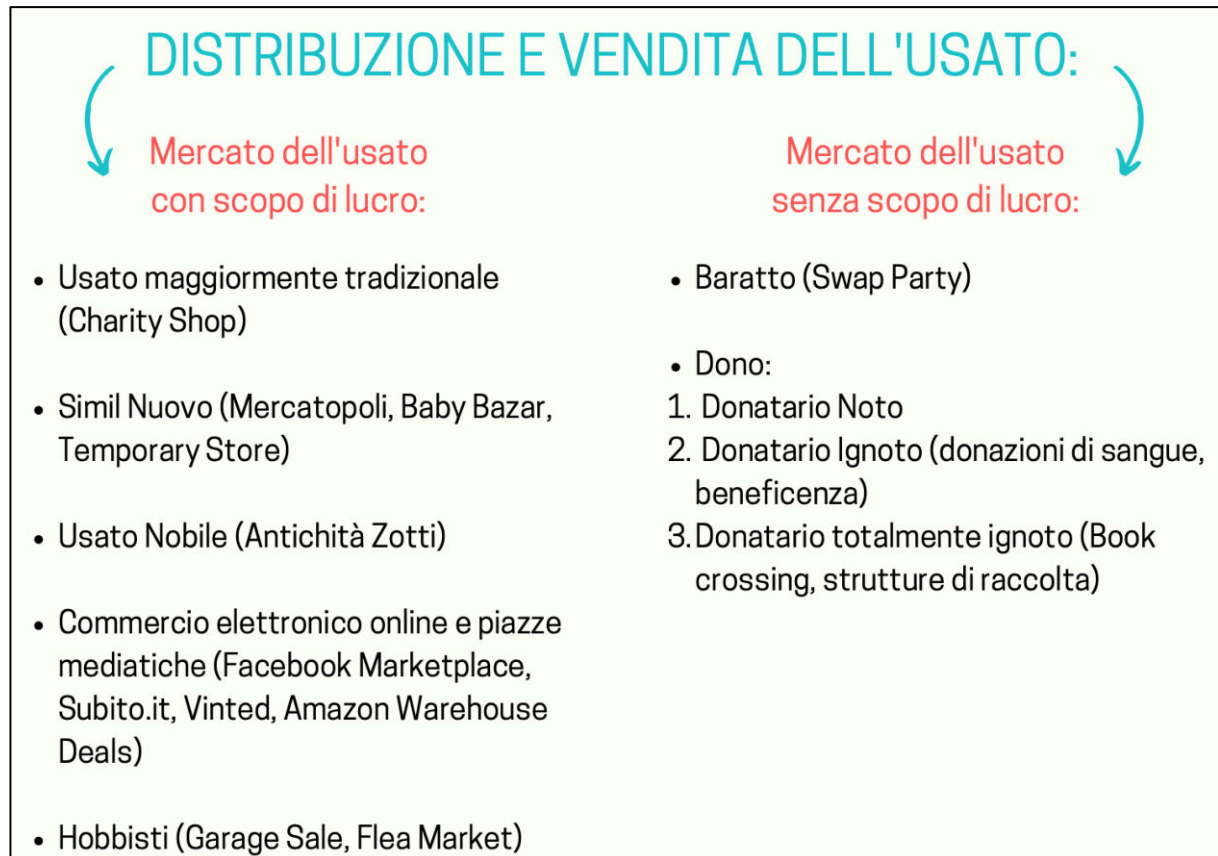 DISTRIBUZIONE E VENDITA DELL'USATO:
Mercato dell'usato
con scopo di lucro:
• Usato maggiormente tradizionale
(Charity Shop)
• Simil Nuovo (Mercatopoli, Baby Bazar,
Temporary Store)
• Usato Nobile (Antichità Zotti)
• Commercio elettronico online e piazze
mediatiche (Facebook Marketplace,
Subito.it, Vinted, Amazon Warehouse
Deals)
• Hobbisti (Garage Sale, Flea Market)
Mercato dell'usato
senza scopo di lucro:
• Baratto (Swap Party)
• Dono:
1. Donatario Noto
2. Donatario Ignoto (donazioni di sangue,
beneficenza)
3. Donatario totalmente ignoto (Book
crossing, strutture di raccolta)